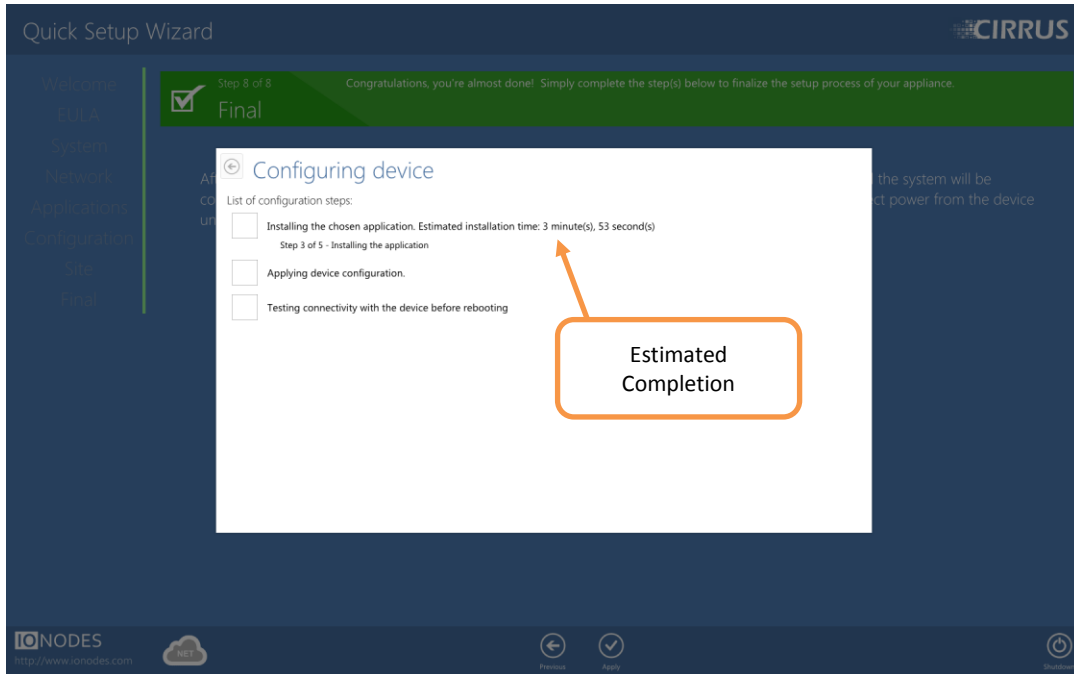 Quick Setup Wizard
CIRRUS
Welcome
EULA
System
Network
Applications
Configuration
Site
Final
Step 8 of 8
Final
Congratulations, you're almost done! Simply complete the step(s) below to finalize the setup process of your appliance.
Af
the system will be
co
ct power from the device
un
Configuring device
List of configuration steps:
Installing the chosen application. Estimated installation time: 3 minute(s), 53 second(s)
Step 3 of 5 - Installing the application
Applying device configuration.
Testing connectivity with the device before rebooting
Estimated
Completion
IONODES
http://www.ionodes.com
NET
Previous
Apply
Shutdown